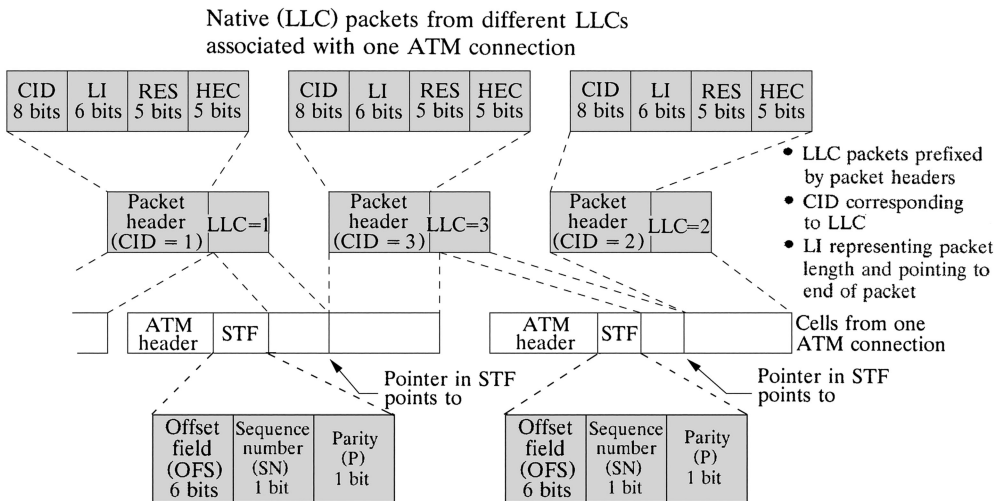 Native (LLC) packets from different LLCs
associated with one ATM connection
CID
8 bits
LI
6 bits
RES
5 bits
HEC
5 bits
CID
8 bits
LI
6 bits
RES
5 bits
HEC
5 bits
CID
8 bits
LI
6 bits
RES
5 bits
HEC
5 bits
Packet
header
(CID = 1)
LLC=1
Packet
header
(CID = 3)
LLC=3
Packet
header
(CID = 2)
LLC=2
• LLC packets prefixed
by packet headers
• CID corresponding
to LLC
• LI representing packet
length and pointing to
end of packet
ATM
header
STF
ATM
header
STF
Cells from one
ATM connection
Pointer in STF
points to
Pointer in STF
points to
Offset
field
(OFS)
6 bits
Sequence
number
(SN)
1 bit
Parity
(P)
1 bit
Offset
field
(OFS)
6 bits
Sequence
number
(SN)
1 bit
Parity
(P)
1 bit